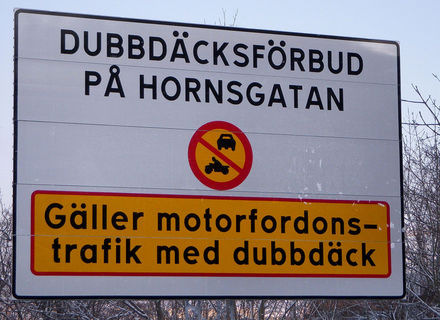 DUBBDÄCKSFÖRBUD
PÅ HORNSGATAN
Gäller motorfordons-
trafik med dubbdäck